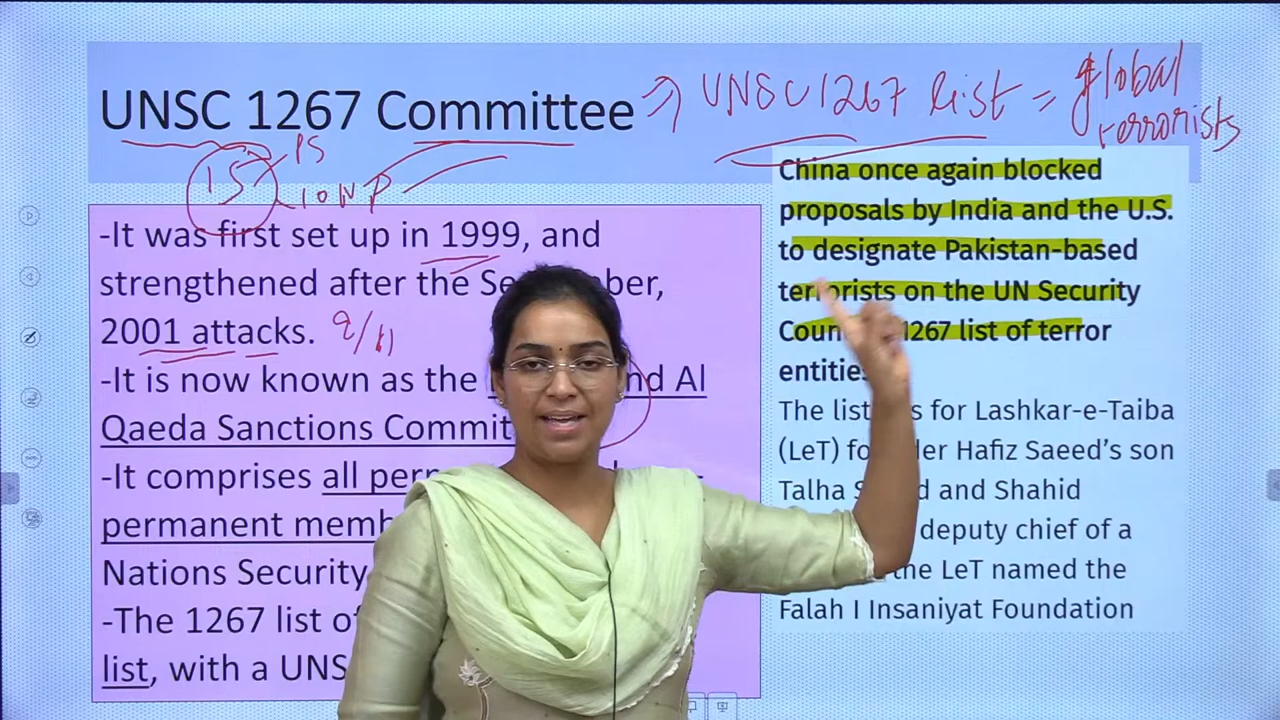 UNSC 1267 Committee
⇒ UNSC 1267 list = global
terrorists
15
P5
10 NP
-It was first set up in 1999, and
strengthened after the Se ber,
2001 attacks. 9/11
-It is now known as the nd Al
Qaeda Sanctions Commit
-It comprises all per
permanent memb
Nations Security
-The 1267 list of
list, with a UNS
China once again blocked
proposals by India and the U.S.
to designate Pakistan-based
terrorists on the UN Security
Coun 1267 list of terror
entities
The list s for Lashkar-e-Taiba
(LeT) fo der Hafiz Saeed's son
Talha S d and Shahid
deputy chief of a
the LeT named the
Falah I Insaniyat Foundation